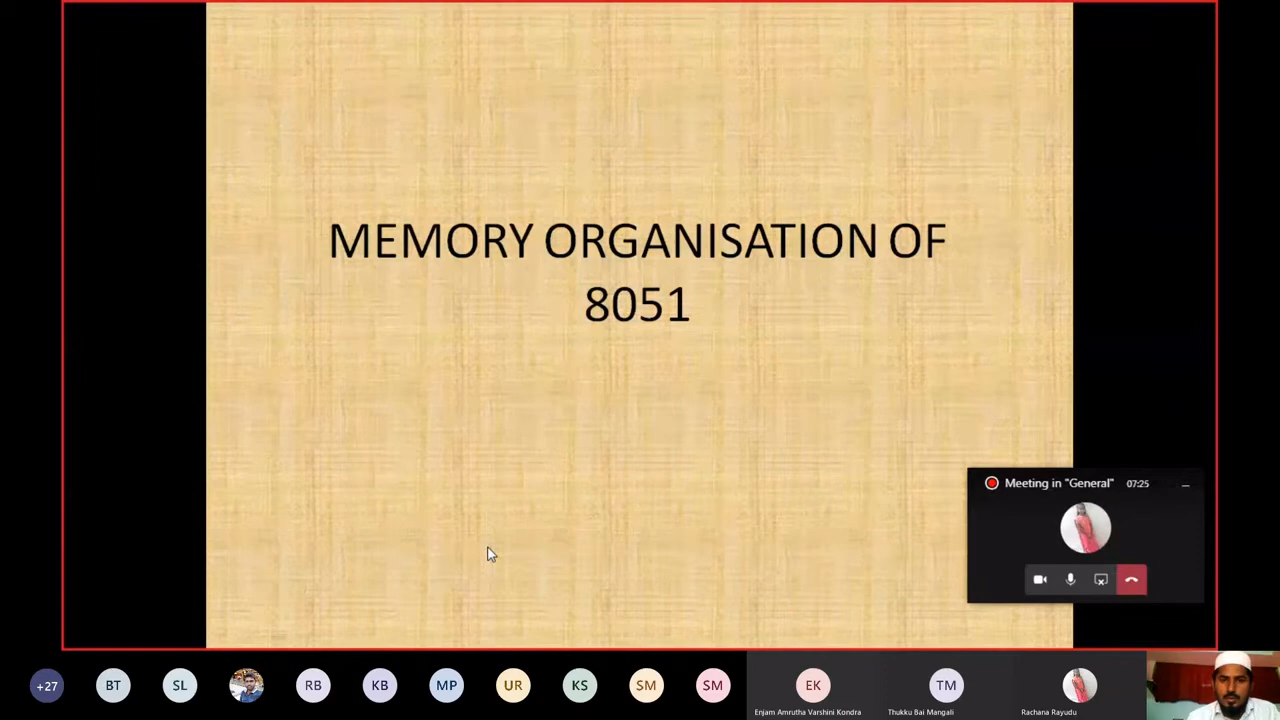 MEMORY ORGANISATION OF
8051
Meeting in "General" 07:25
+27
BT
SL
RB
KB
MP
UR
KS
SM
SM
EK
TM
Enjam Amrutha Varshini Kondra
Thukku Bai Mangali
Rachana Rayudu